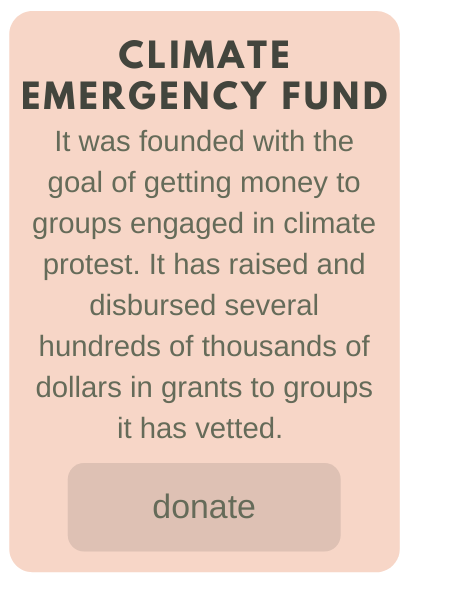 CLIMATE
EMERGENCY FUND
It was founded with the
goal of getting money to
groups engaged in climate
protest. It has raised and
disbursed several
hundreds of thousands of
dollars in grants to groups
it has vetted.
donate